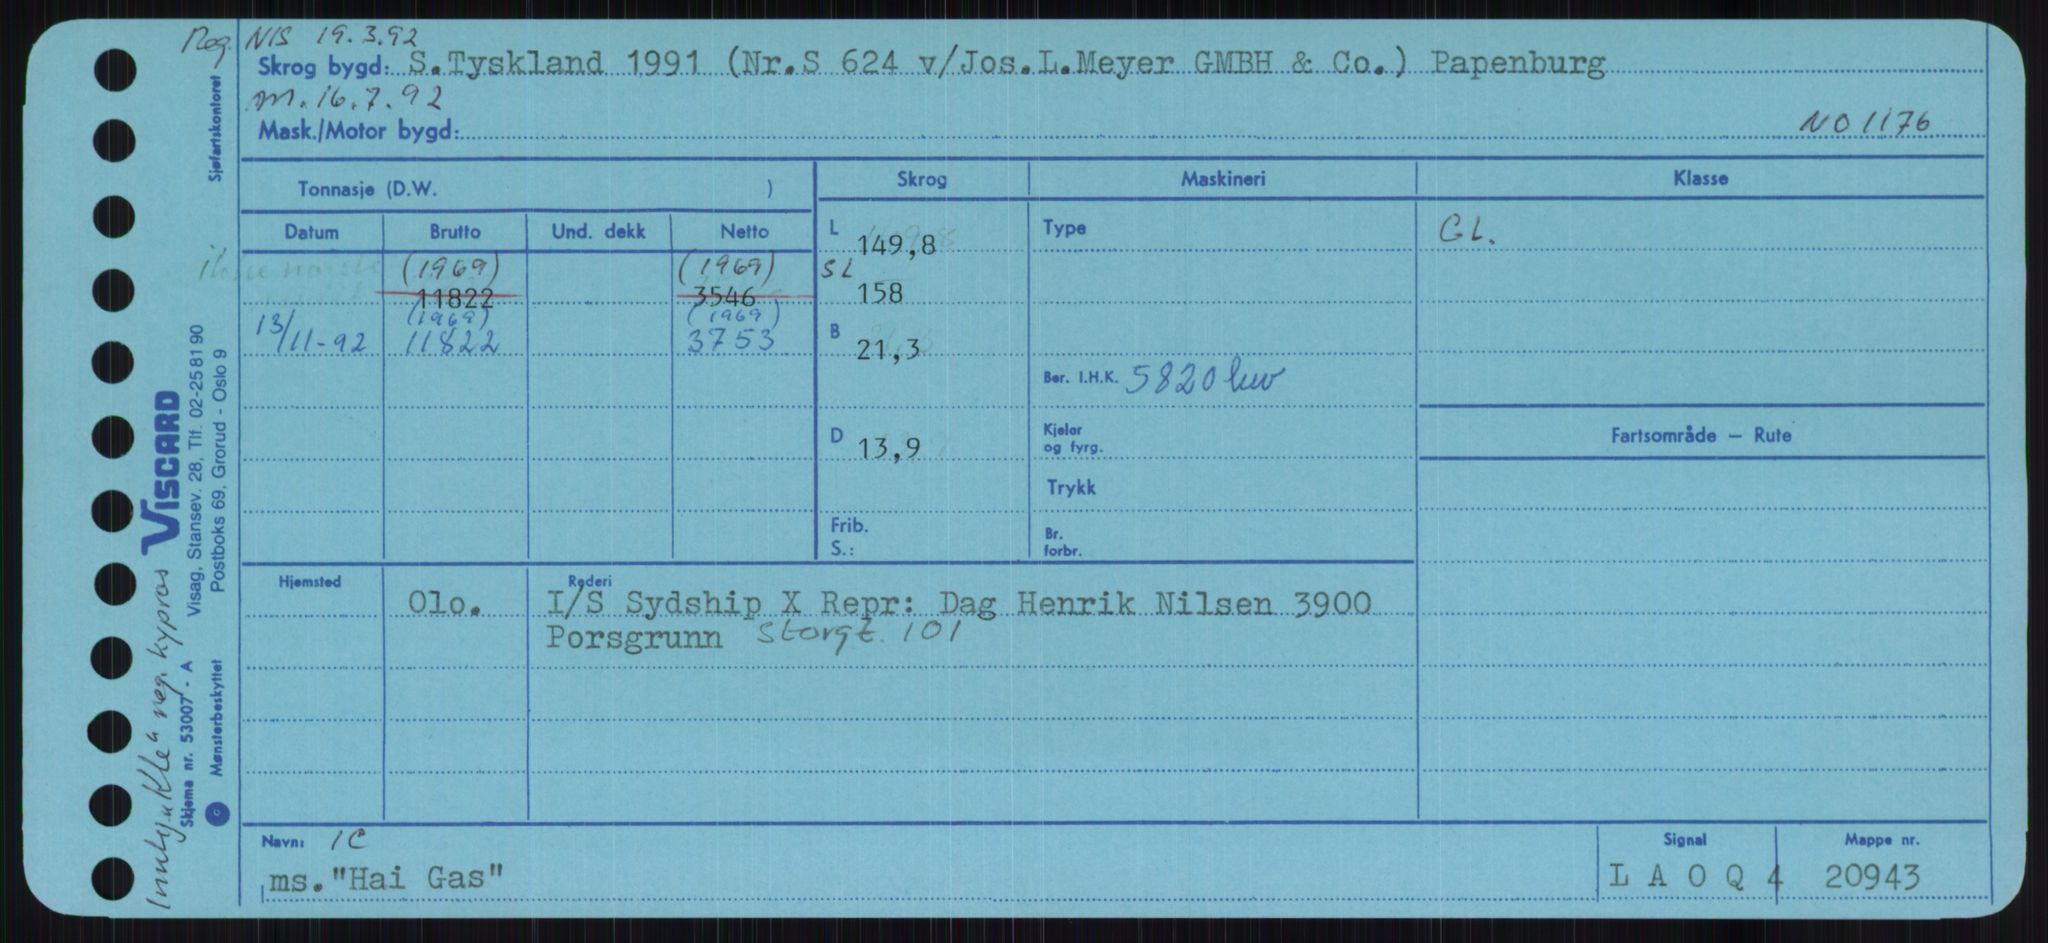 Reg. NIS 19.3.92
Skrog bygd: S.Tyskland 1991 (Nr.S 624 v/Jos.L.Meyer GMBH & Co.) Papenburg
m. 16.7.92
Mask./Motor bygd: NO 1176
Tonnasje (D.W. )
Skrog Maskineri Klasse
Datum Brutto Und. dekk Netto
L 149,8 Type GL.
(1969) (1969) SL
11822 3546 158
(1969) (1969)
13/11-92 11822 3753 B 21,3
Ber. I.H.K. 5820 kw
D 13,9 Kjeler
og fyrg.
Fartsområde – Rute
Trykk
Frib.
S.:
Br.
forbr.
Hjemsted Rederi
Olo. I/S Sydship X Repr: Dag Henrik Nilsen 3900
Porsgrunn Storgt. 101
Navn: IC Signal Mappe nr.
ms."Hai Gas" L A O Q 4 20943
Sjøfartskontoret
VISCARD
Visag, Stansev. 28, Tlf. 02-25 81 90
Postboks 69, Grorud - Oslo 9
Skjema nr. 53007 - A
Mønsterbeskyttet
reg. Kypros